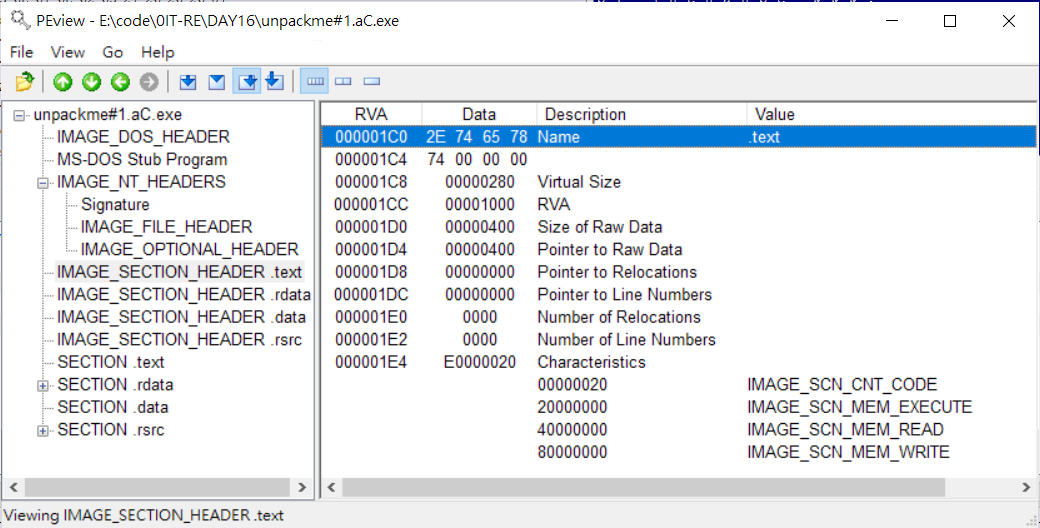 PEview - E:\code\0IT-RE\DAY16\unpackme#1.aC.exe
File View Go Help
unpackme#1.aC.exe
IMAGE_DOS_HEADER
MS-DOS Stub Program
IMAGE_NT_HEADERS
Signature
IMAGE_FILE_HEADER
IMAGE_OPTIONAL_HEADER
IMAGE_SECTION_HEADER .text
IMAGE_SECTION_HEADER .rdata
IMAGE_SECTION_HEADER .data
IMAGE_SECTION_HEADER .rsrc
SECTION .text
SECTION .rdata
SECTION .data
SECTION .rsrc
RVA Data Description Value
000001C0 2E 74 65 78 Name .text
000001C4 74 00 00 00
000001C8 00000280 Virtual Size
000001CC 00001000 RVA
000001D0 00000400 Size of Raw Data
000001D4 00000400 Pointer to Raw Data
000001D8 00000000 Pointer to Relocations
000001DC 00000000 Pointer to Line Numbers
000001E0 0000 Number of Relocations
000001E2 0000 Number of Line Numbers
000001E4 E0000020 Characteristics
00000020 IMAGE_SCN_CNT_CODE
20000000 IMAGE_SCN_MEM_EXECUTE
40000000 IMAGE_SCN_MEM_READ
80000000 IMAGE_SCN_MEM_WRITE
Viewing IMAGE_SECTION_HEADER .text